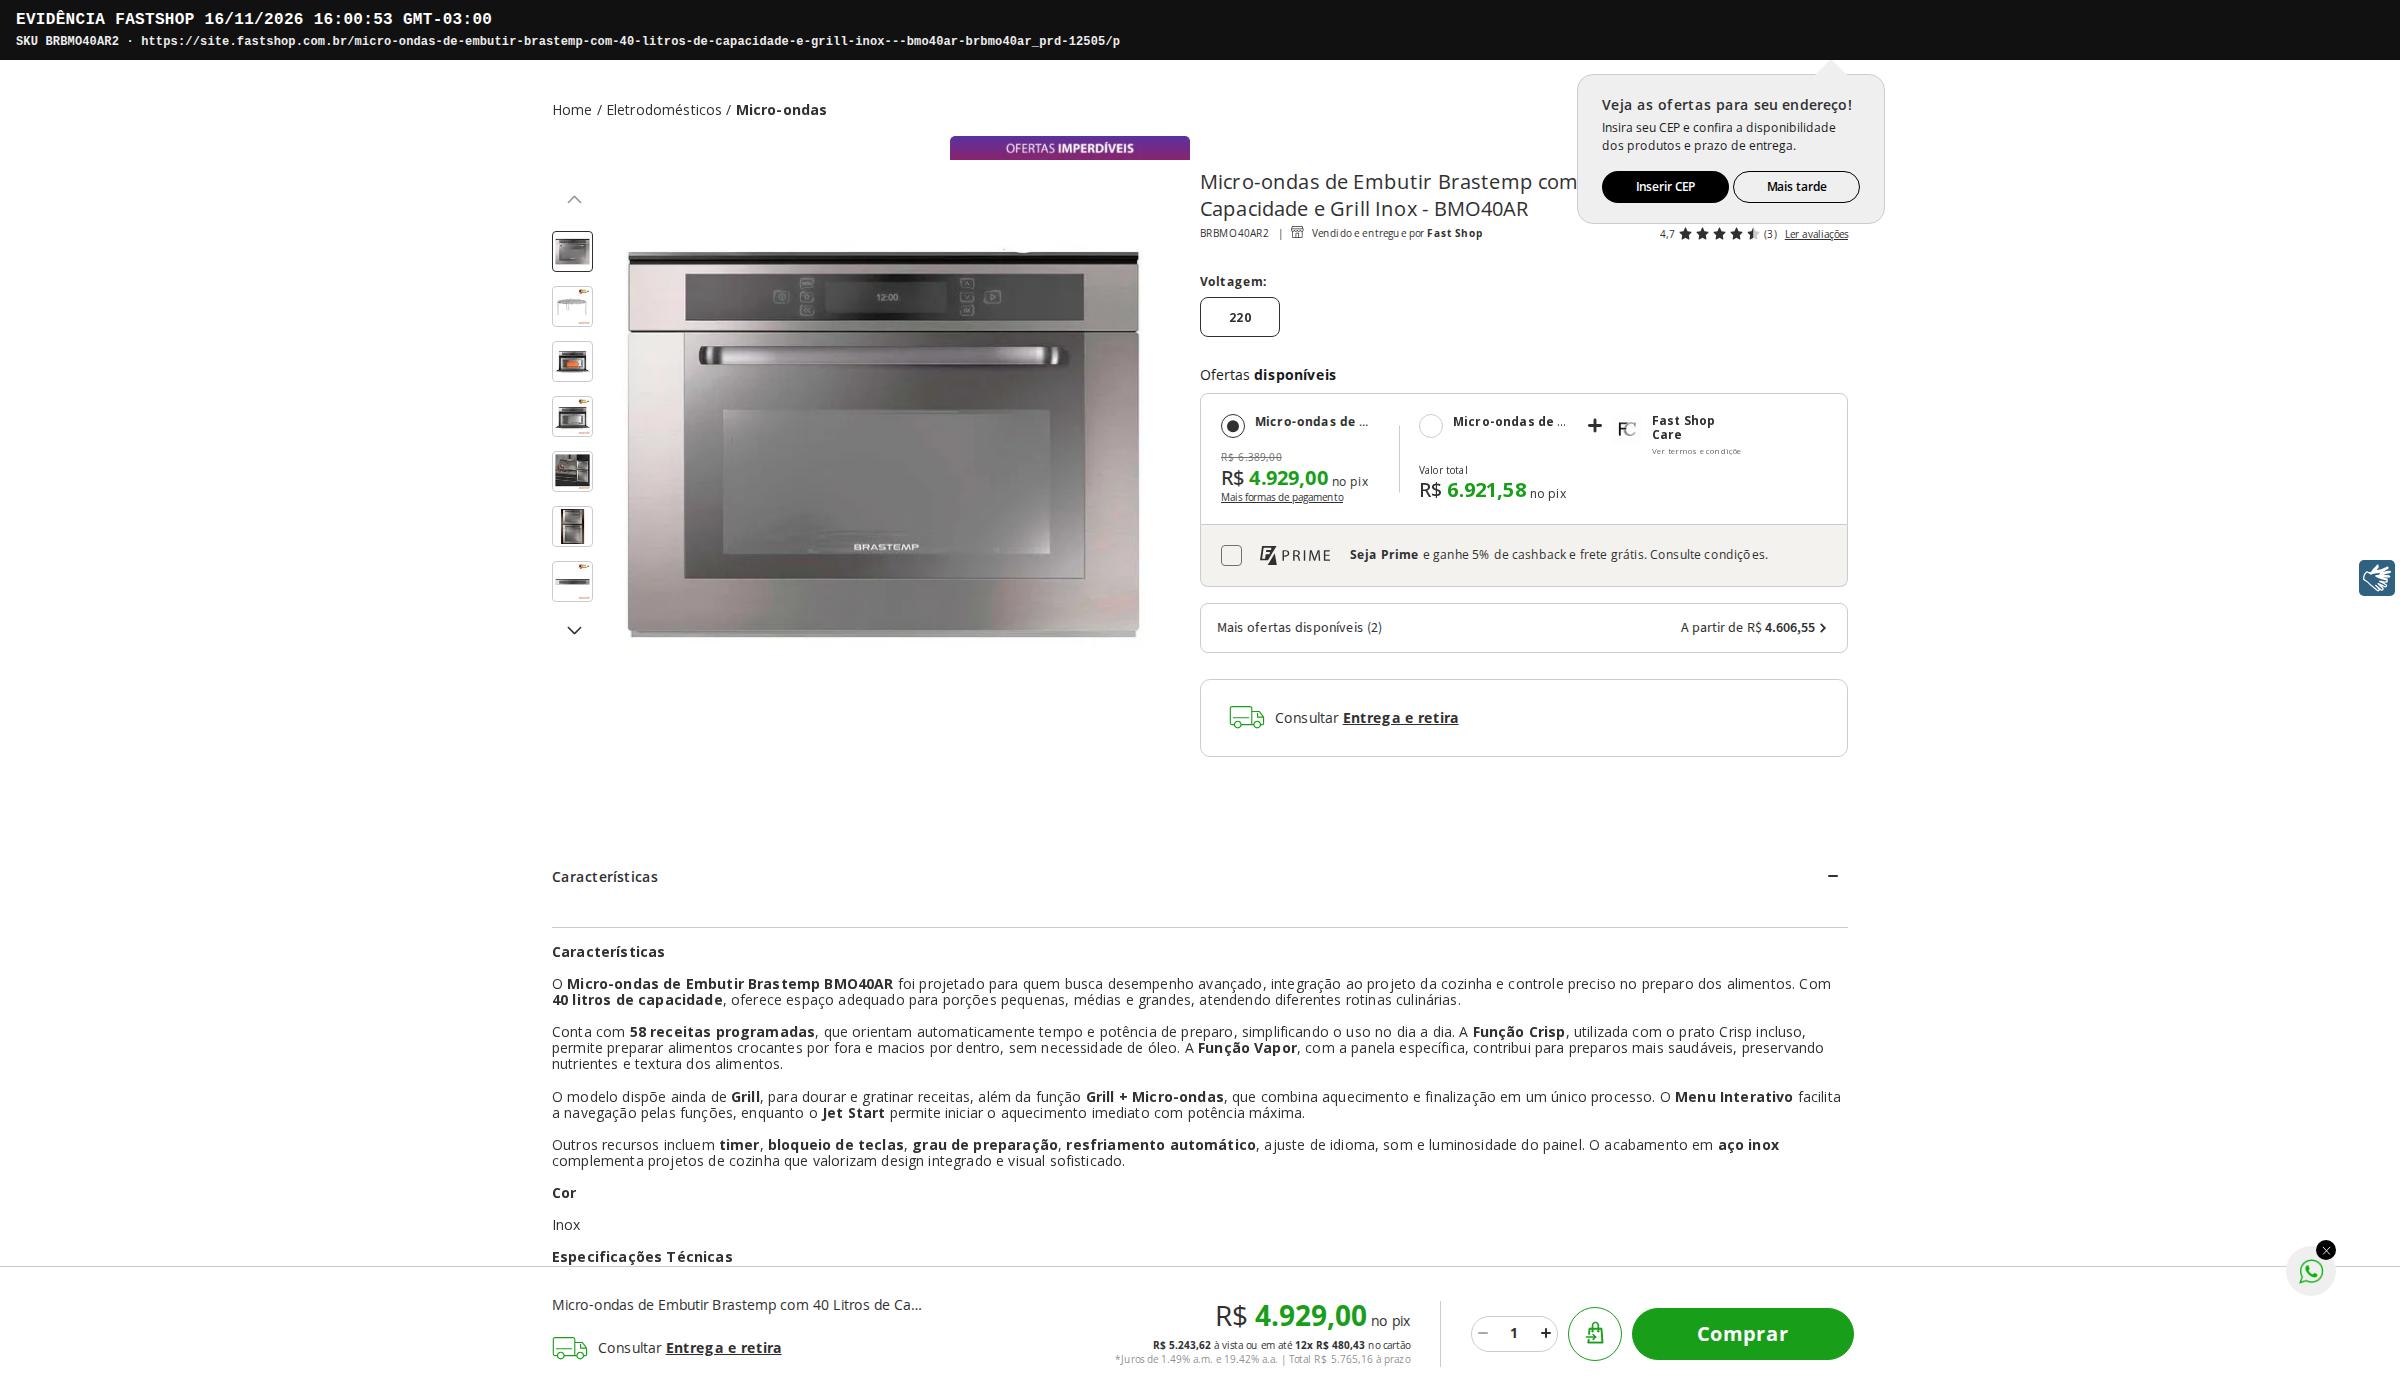 EVIDÊNCIA FASTSHOP 16/11/2026 16:00:53 GMT-03:00
SKU BRBMO40AR2 · https://site.fastshop.com.br/micro-ondas-de-embutir-brastemp-com-40-litros-de-capacidade-e-grill-inox---bmo40ar-brbmo40ar_prd-12505/p
Veja as ofertas para seu endereço!
Insira seu CEP e confira a disponibilidade
dos produtos e prazo de entrega.
Inserir CEP
Mais tarde
Home / Eletrodomésticos / Micro-ondas
OFERTAS IMPERDÍVEIS
Micro-ondas de Embutir Brastemp com
Capacidade e Grill Inox - BMO40AR
BRBMO40AR2 | Vendido e entregue por Fast Shop
4,7 (3) Ler avaliações
12:00
BRASTEMP
Voltagem:
220
Ofertas disponíveis
Micro-ondas de ...
R$ 6.389,00
R$ 4.929,00 no pix
Mais formas de pagamento
Micro-ondas de ...
+
FC
Fast Shop
Care
Ver termos e condiçõe
Valor total
R$ 6.921,58 no pix
PRIME
Seja Prime e ganhe 5% de cashback e frete grátis. Consulte condições.
Mais ofertas disponíveis (2)
A partir de R$ 4.606,55
Consultar Entrega e retira
Características
Características
O Micro-ondas de Embutir Brastemp BMO40AR foi projetado para quem busca desempenho avançado, integração ao projeto da cozinha e controle preciso no preparo dos alimentos. Com
40 litros de capacidade, oferece espaço adequado para porções pequenas, médias e grandes, atendendo diferentes rotinas culinárias.
Conta com 58 receitas programadas, que orientam automaticamente tempo e potência de preparo, simplificando o uso no dia a dia. A Função Crisp, utilizada com o prato Crisp incluso,
permite preparar alimentos crocantes por fora e macios por dentro, sem necessidade de óleo. A Função Vapor, com a panela específica, contribui para preparos mais saudáveis, preservando
nutrientes e textura dos alimentos.
O modelo dispõe ainda de Grill, para dourar e gratinar receitas, além da função Grill + Micro-ondas, que combina aquecimento e finalização em um único processo. O Menu Interativo facilita
a navegação pelas funções, enquanto o Jet Start permite iniciar o aquecimento imediato com potência máxima.
Outros recursos incluem timer, bloqueio de teclas, grau de preparação, resfriamento automático, ajuste de idioma, som e luminosidade do painel. O acabamento em aço inox
complementa projetos de cozinha que valorizam design integrado e visual sofisticado.
Cor
Inox
Especificações Técnicas
Micro-ondas de Embutir Brastemp com 40 Litros de Ca...
Consultar Entrega e retira
R$ 4.929,00 no pix
R$ 5.243,62 à vista ou em até 12x R$ 480,43 no cartão
*Juros de 1.49% a.m. e 19.42% a.a. | Total R$ 5.765,16 à prazo
1
Comprar